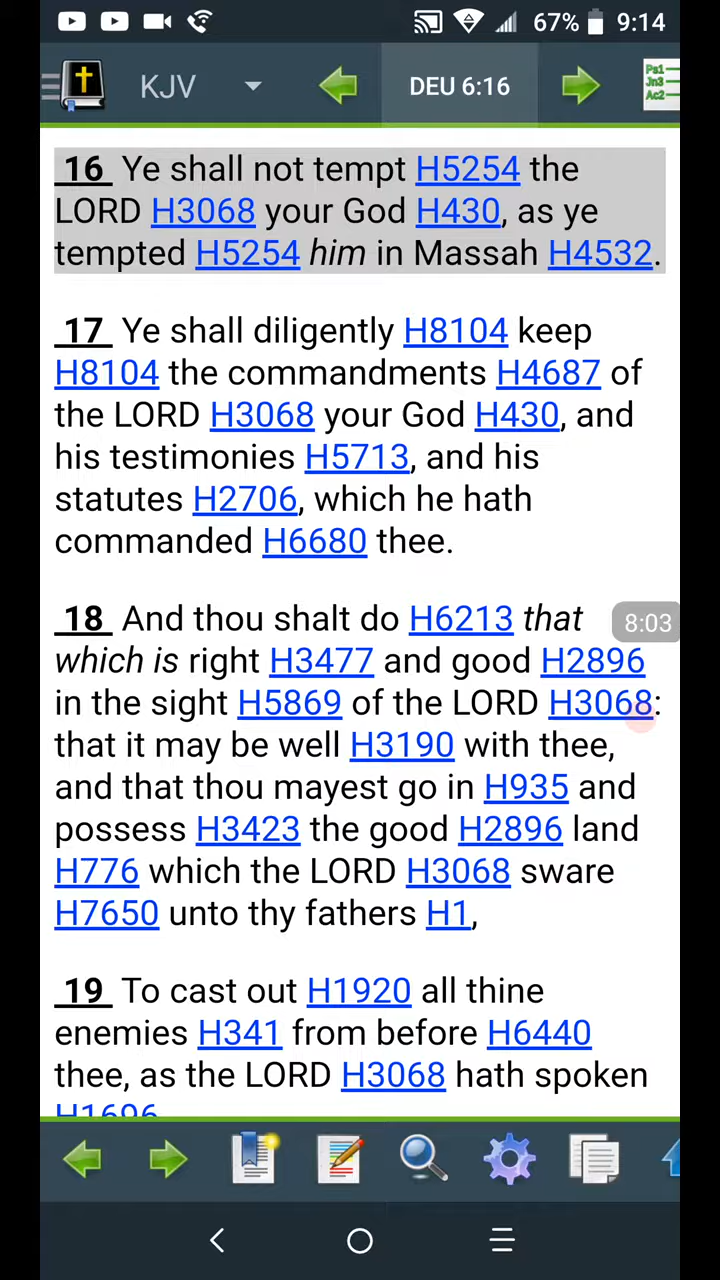 67% 9:14
KJV DEU 6:16 Ps1
Jn3
Ac2
16 Ye shall not tempt H5254 the
LORD H3068 your God H430, as ye
tempted H5254 him in Massah H4532.
17 Ye shall diligently H8104 keep
H8104 the commandments H4687 of
the LORD H3068 your God H430, and
his testimonies H5713, and his
statutes H2706, which he hath
commanded H6680 thee.
18 And thou shalt do H6213 that
8:03
which is right H3477 and good H2896
in the sight H5869 of the LORD H3068:
that it may be well H3190 with thee,
and that thou mayest go in H935 and
possess H3423 the good H2896 land
H776 which the LORD H3068 sware
H7650 unto thy fathers H1,
19 To cast out H1920 all thine
enemies H341 from before H6440
thee, as the LORD H3068 hath spoken
H1696